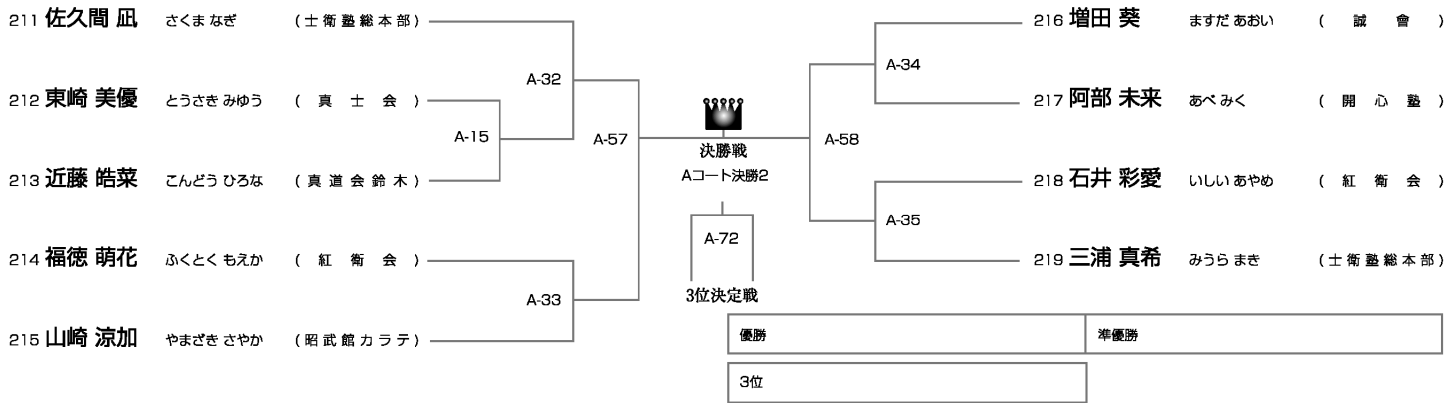 211 佐久間 凪 さくま なぎ (士衛塾総本部)
212 東崎 美優 とうさき みゆう (真士会)
213 近藤 皓菜 こんどう ひろな (真道会鈴木)
214 福徳 萌花 ふくとく もえか (紅衛会)
215 山崎 涼加 やまざき さやか (昭武館カラテ)
A-32
A-15
A-33
A-57
決勝戦
Aコート決勝2
A-72
3位決定戦
A-58
A-34
A-35
216 増田 葵 ますだ あおい (誠會)
217 阿部 未来 あべ みく (開心塾)
218 石井 彩愛 いしい あやめ (紅衛会)
219 三浦 真希 みうら まき (士衛塾総本部)
優勝
準優勝
3位